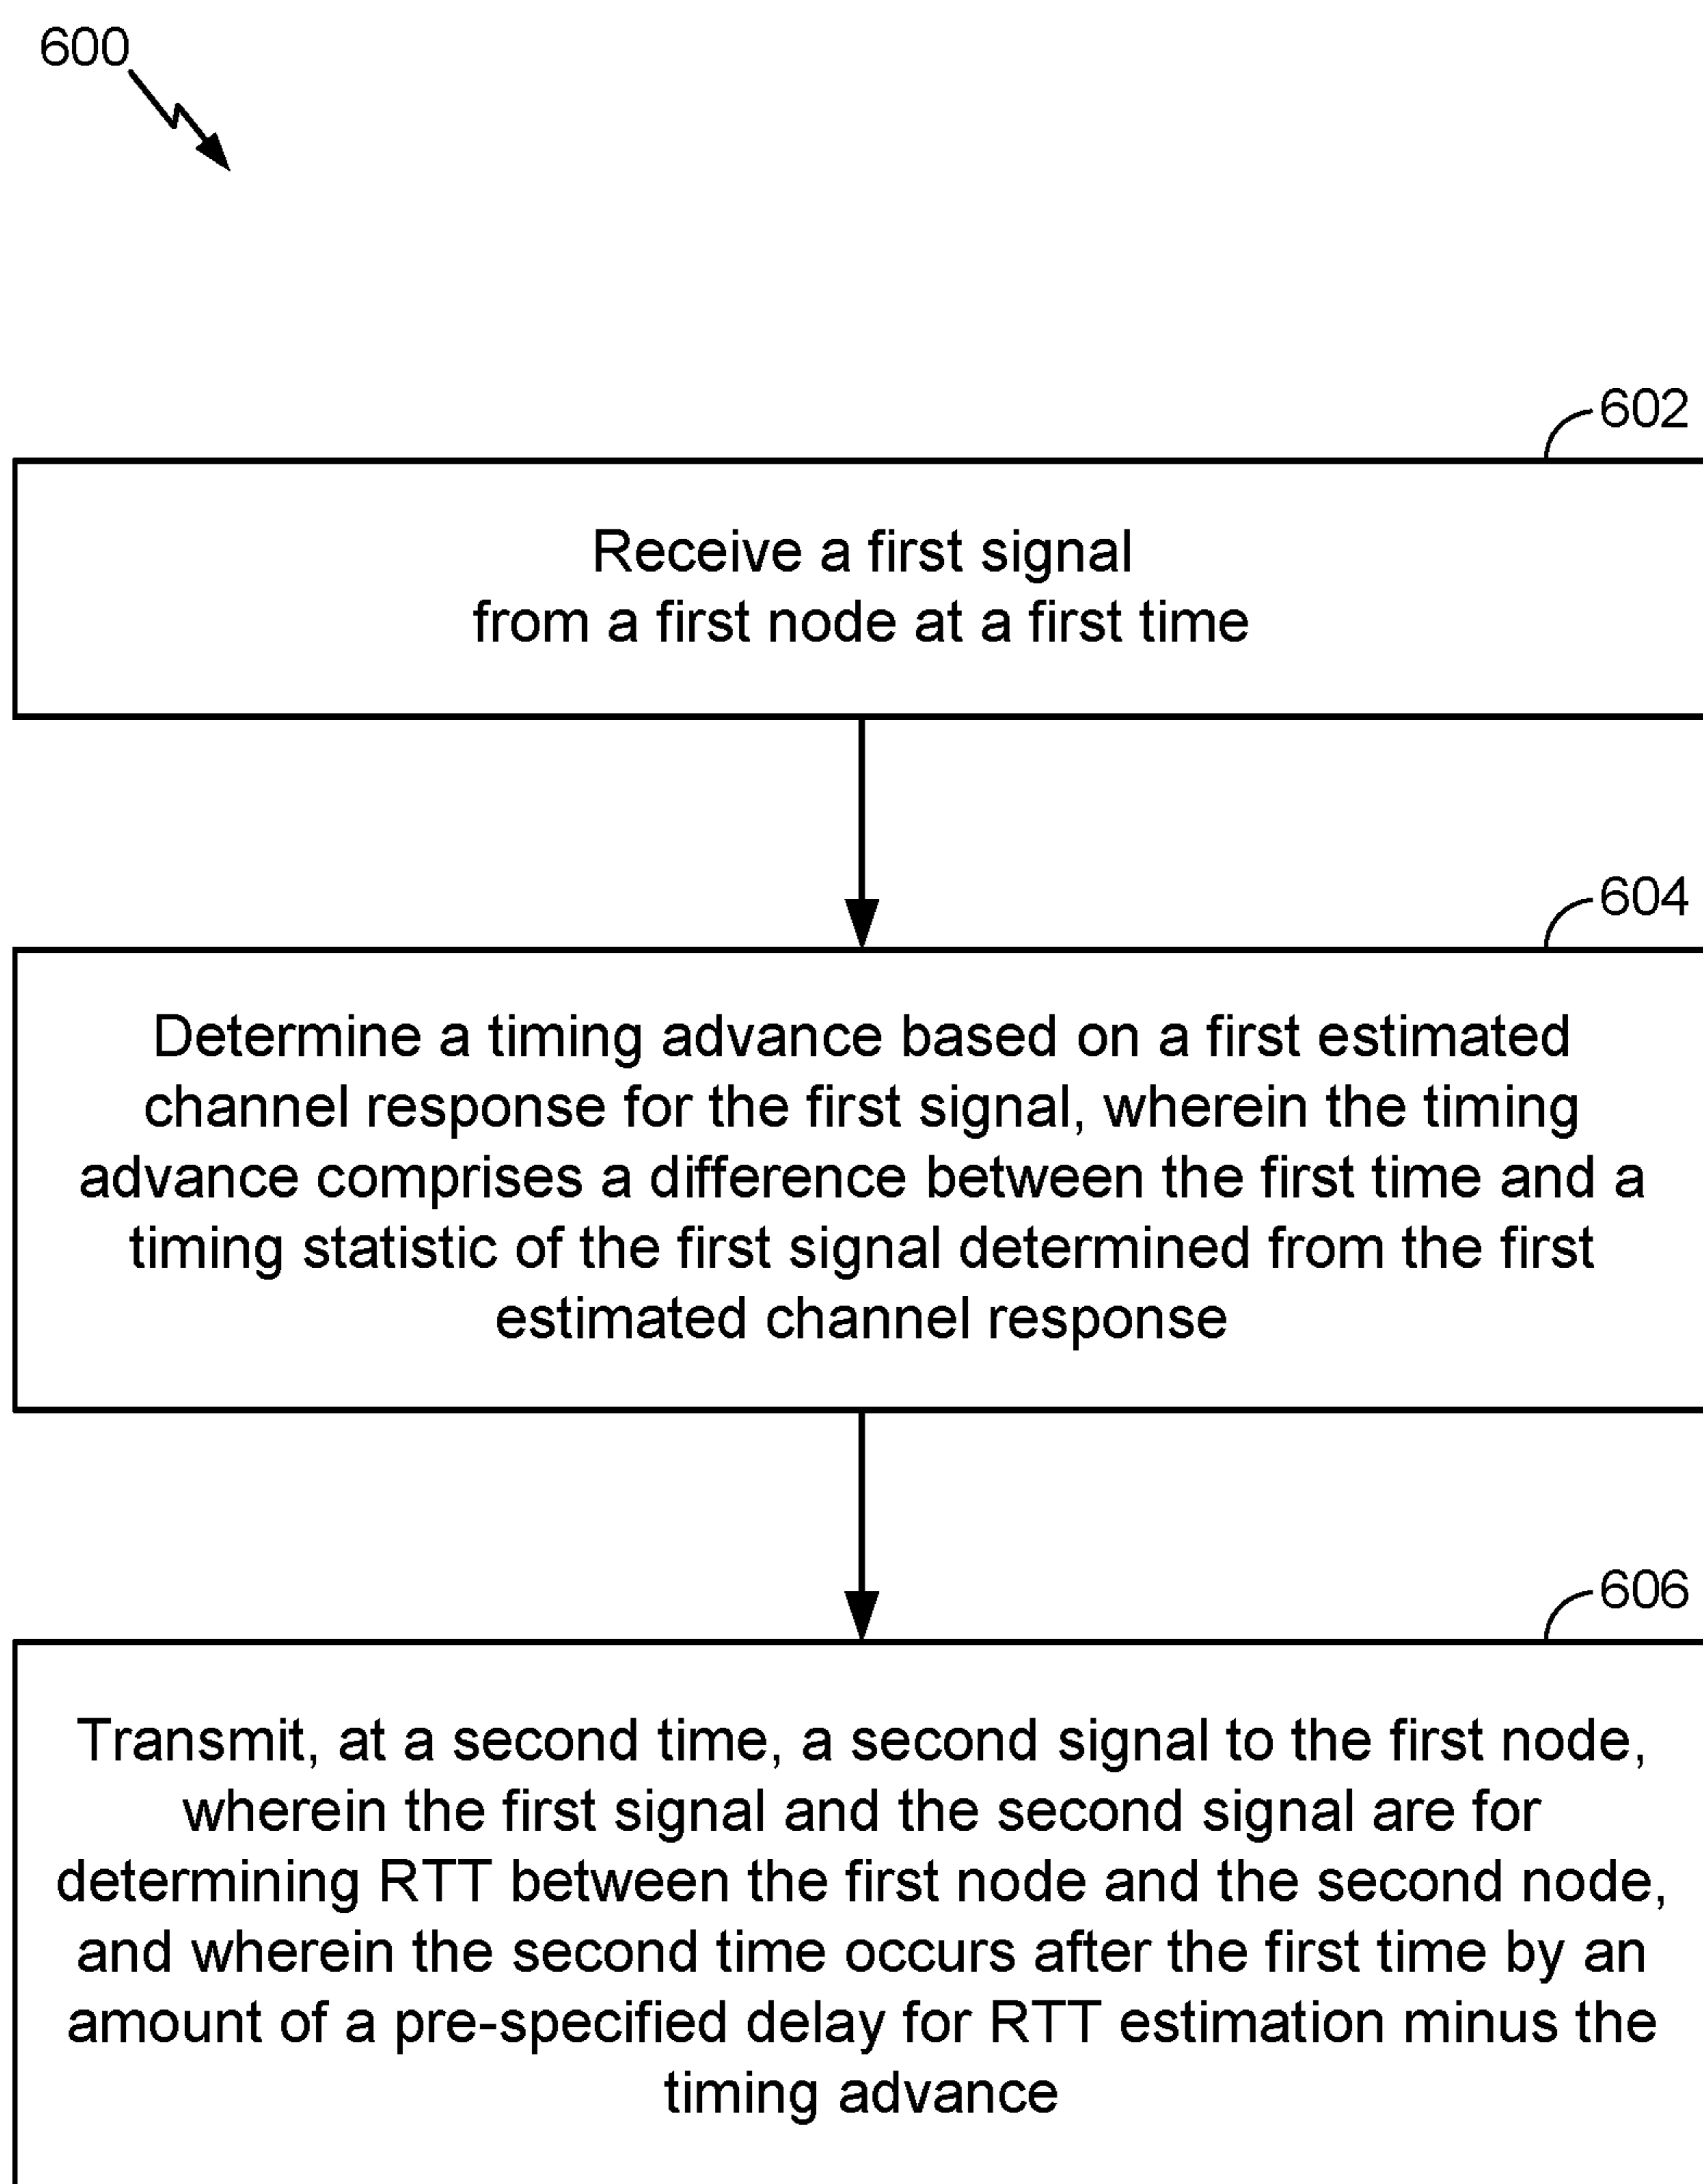 600
602
Receive a first signal
from a first node at a first time
604
Determine a timing advance based on a first estimated
channel response for the first signal, wherein the timing
advance comprises a difference between the first time and a
timing statistic of the first signal determined from the first
estimated channel response
606
Transmit, at a second time, a second signal to the first node,
wherein the first signal and the second signal are for
determining RTT between the first node and the second node,
and wherein the second time occurs after the first time by an
amount of a pre-specified delay for RTT estimation minus the
timing advance